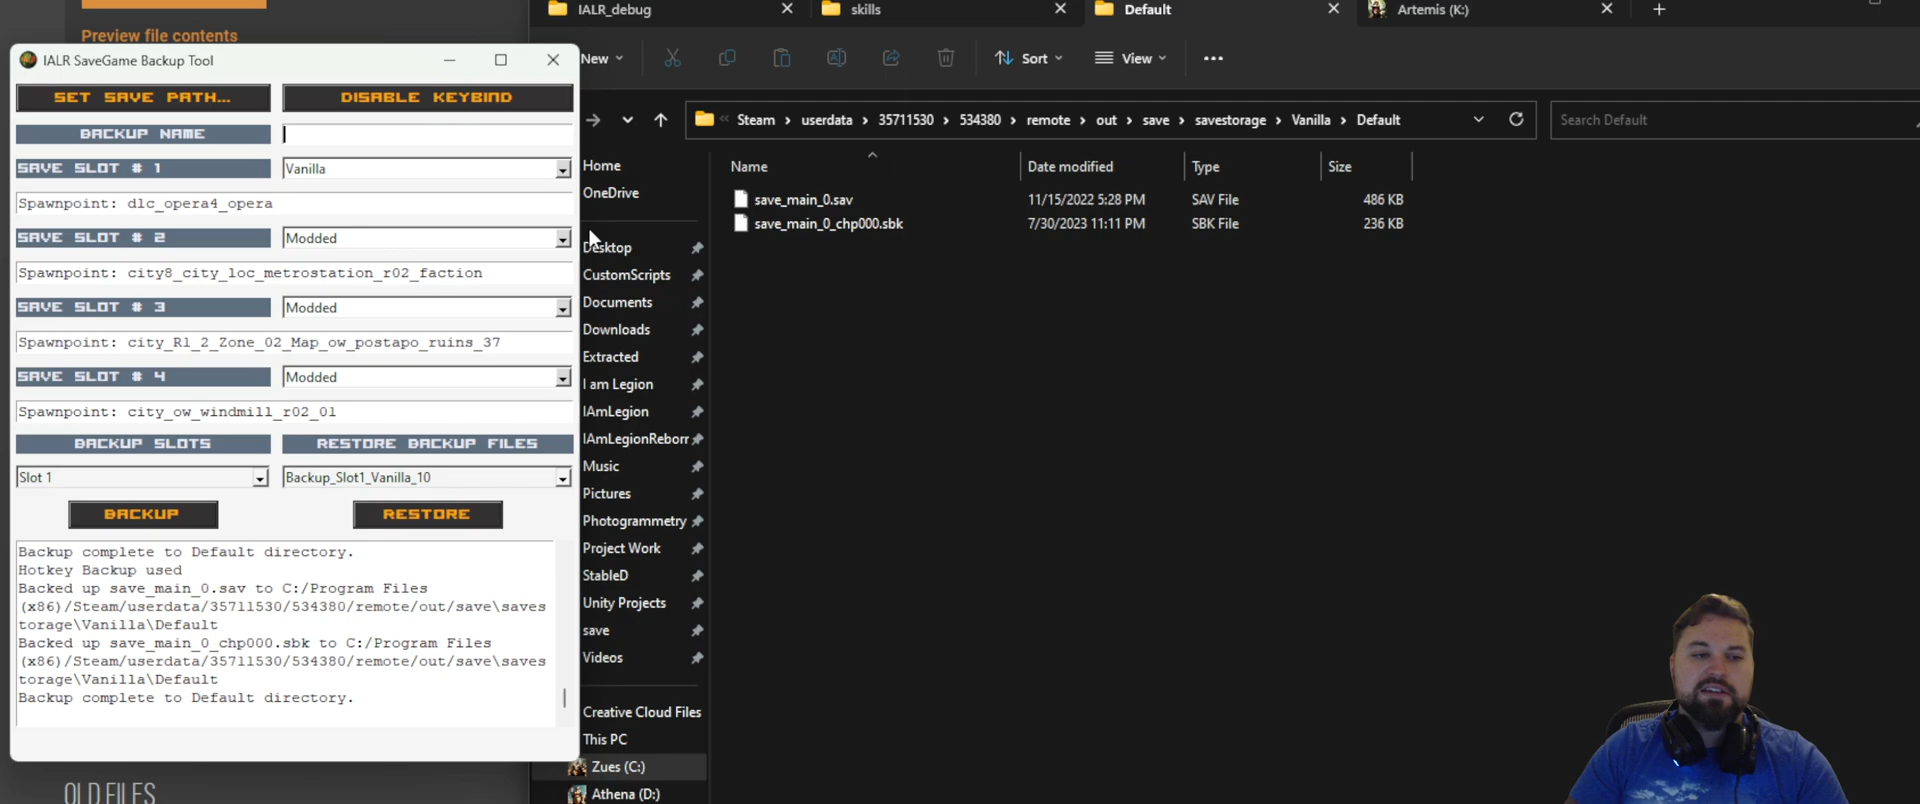 Preview file contents
IALR SaveGame Backup Tool
SET SAVE PATH...
DISABLE KEYBIND
BACKUP NAME
SAVE SLOT # 1
Vanilla
Spawnpoint: dlc_opera4_opera
SAVE SLOT # 2
Modded
Spawnpoint: city8_city_loc_metrostation_r02_faction
SAVE SLOT # 3
Modded
Spawnpoint: city_R1_2_Zone_02_Map_ow_postapo_ruins_37
SAVE SLOT # 4
Modded
Spawnpoint: city_ow_windmill_r02_01
BACKUP SLOTS
RESTORE BACKUP FILES
Slot 1
Backup_Slot1_Vanilla_10
BACKUP
RESTORE
Backup complete to Default directory.
Hotkey Backup used
Backed up save_main_0.sav to C:/Program Files
(x86)/Steam/userdata/35711530/534380/remote/out/save\saves
torage\Vanilla\Default
Backed up save_main_0_chp000.sbk to C:/Program Files
(x86)/Steam/userdata/35711530/534380/remote/out/save\saves
torage\Vanilla\Default
Backup complete to Default directory.
OLD FILES
IALR_debug
skills
Default
Artemis (K:)
New
Sort
View
Steam > userdata > 35711530 > 534380 > remote > out > save > savestorage > Vanilla > Default
Search Default
Home
OneDrive
Desktop
CustomScripts
Documents
Downloads
Extracted
I am Legion
IAmLegion
IAmLegionReborr
Music
Pictures
Photogrammetry
Project Work
StableD
Unity Projects
save
Videos
Creative Cloud Files
This PC
Zues (C:)
Athena (D:)
Name Date modified Type Size
save_main_0.sav 11/15/2022 5:28 PM SAV File 486 KB
save_main_0_chp000.sbk 7/30/2023 11:11 PM SBK File 236 KB